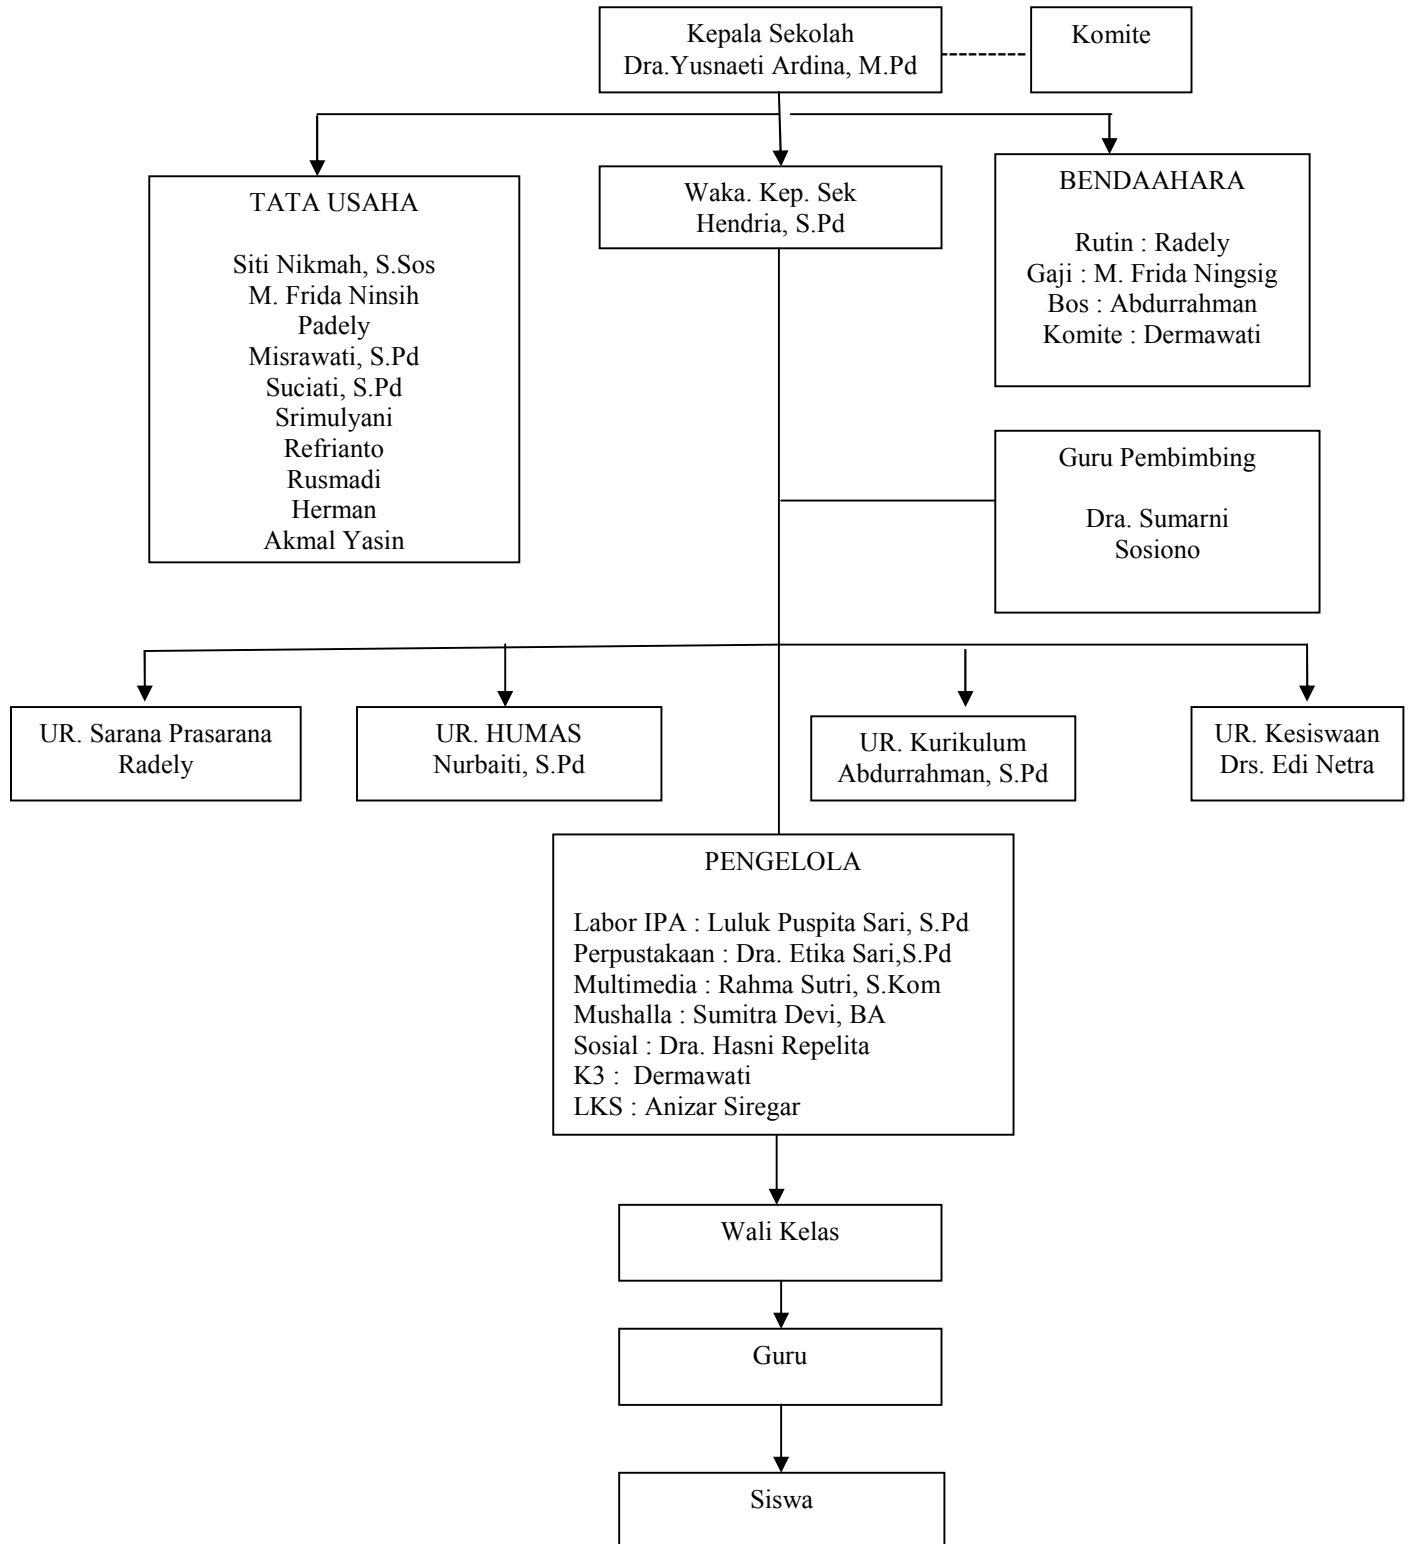 Kepala Sekolah
Dra.Yusnaeti Ardina, M.Pd
Komite
TATA USAHA
Siti Nikmah, S.Sos
M. Frida Ninsih
Padely
Misrawati, S.Pd
Suciati, S.Pd
Srimulyani
Refrianto
Rusmadi
Herman
Akmal Yasin
Waka. Kep. Sek
Hendria, S.Pd
BENDAAHARA
Rutin : Radely
Gaji : M. Frida Ningsig
Bos : Abdurrahman
Komite : Dermawati
Guru Pembimbing
Dra. Sumarni
Sosiono
UR. Sarana Prasarana
Radely
UR. HUMAS
Nurbaiti, S.Pd
UR. Kurikulum
Abdurrahman, S.Pd
UR. Kesiswaan
Drs. Edi Netra
PENGELOLA
Labor IPA : Luluk Puspita Sari, S.Pd
Perpustakaan : Dra. Etika Sari,S.Pd
Multimedia : Rahma Sutri, S.Kom
Mushalla : Sumitra Devi, BA
Sosial : Dra. Hasni Repelita
K3 :  Dermawati
LKS : Anizar Siregar
Wali Kelas
Guru
Siswa